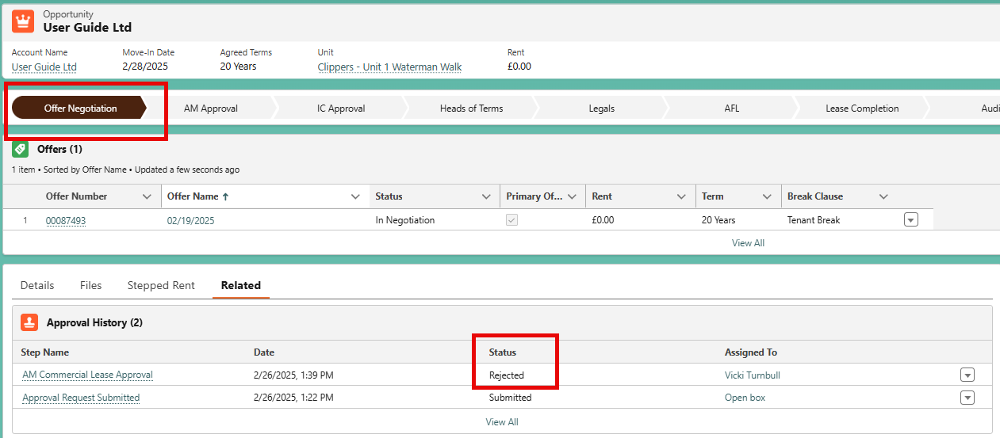 Opportunity
User Guide Ltd
Account Name Move-In Date Agreed Terms Unit Rent
User Guide Ltd 2/28/2025 20 Years Clippers - Unit 1 Waterman Walk £0.00
Offer Negotiation AM Approval IC Approval Heads of Terms Legals AFL Lease Completion Audi
Offers (1)
1 item • Sorted by Offer Name • Updated a few seconds ago
Offer Number Offer Name ↑ Status Primary Of... Rent Term Break Clause
1 00087493 02/19/2025 In Negotiation £0.00 20 Years Tenant Break
View All
Details Files Stepped Rent Related
Approval History (2)
Step Name Date Status Assigned To
AM Commercial Lease Approval 2/26/2025, 1:39 PM Rejected Vicki Turnbull
Approval Request Submitted 2/26/2025, 1:22 PM Submitted Open box
View All